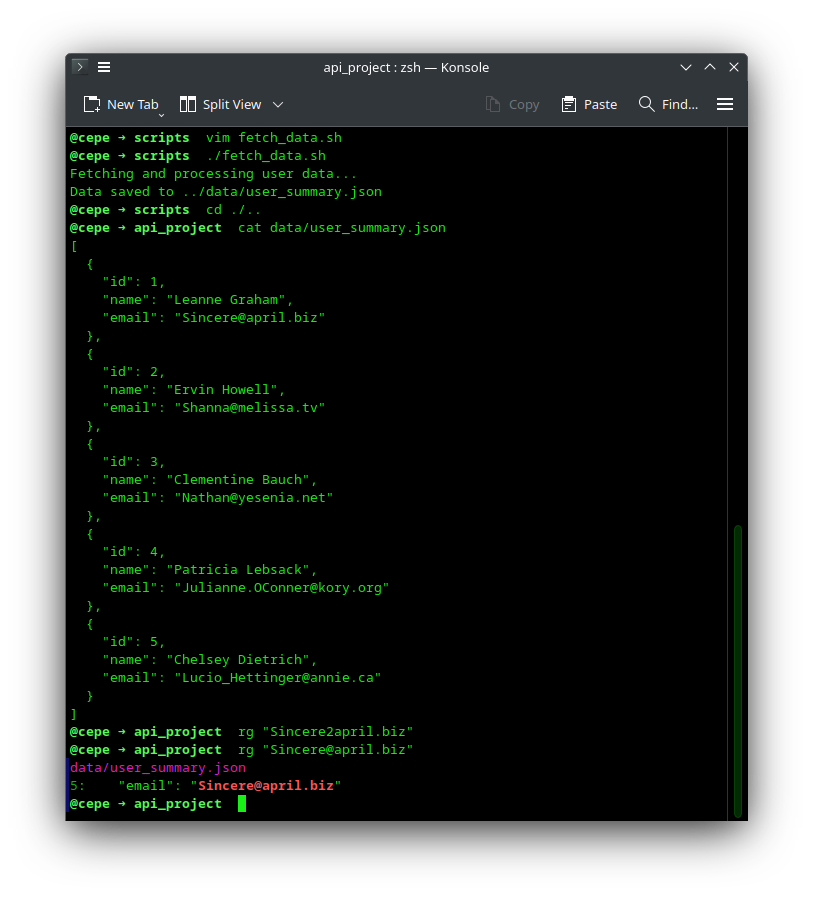 api_project : zsh — Konsole
New Tab Split View Copy Paste Find...
@cepe → scripts  vim fetch_data.sh
@cepe → scripts  ./fetch_data.sh
Fetching and processing user data...
Data saved to ../data/user_summary.json
@cepe → scripts  cd ./..
@cepe → api_project  cat data/user_summary.json
[
  {
    "id": 1,
    "name": "Leanne Graham",
    "email": "Sincere@april.biz"
  },
  {
    "id": 2,
    "name": "Ervin Howell",
    "email": "Shanna@melissa.tv"
  },
  {
    "id": 3,
    "name": "Clementine Bauch",
    "email": "Nathan@yesenia.net"
  },
  {
    "id": 4,
    "name": "Patricia Lebsack",
    "email": "Julianne.OConner@kory.org"
  },
  {
    "id": 5,
    "name": "Chelsey Dietrich",
    "email": "Lucio_Hettinger@annie.ca"
  }
]
@cepe → api_project  rg "Sincere2april.biz"
@cepe → api_project  rg "Sincere@april.biz"
data/user_summary.json
5:    "email": "Sincere@april.biz"
@cepe → api_project